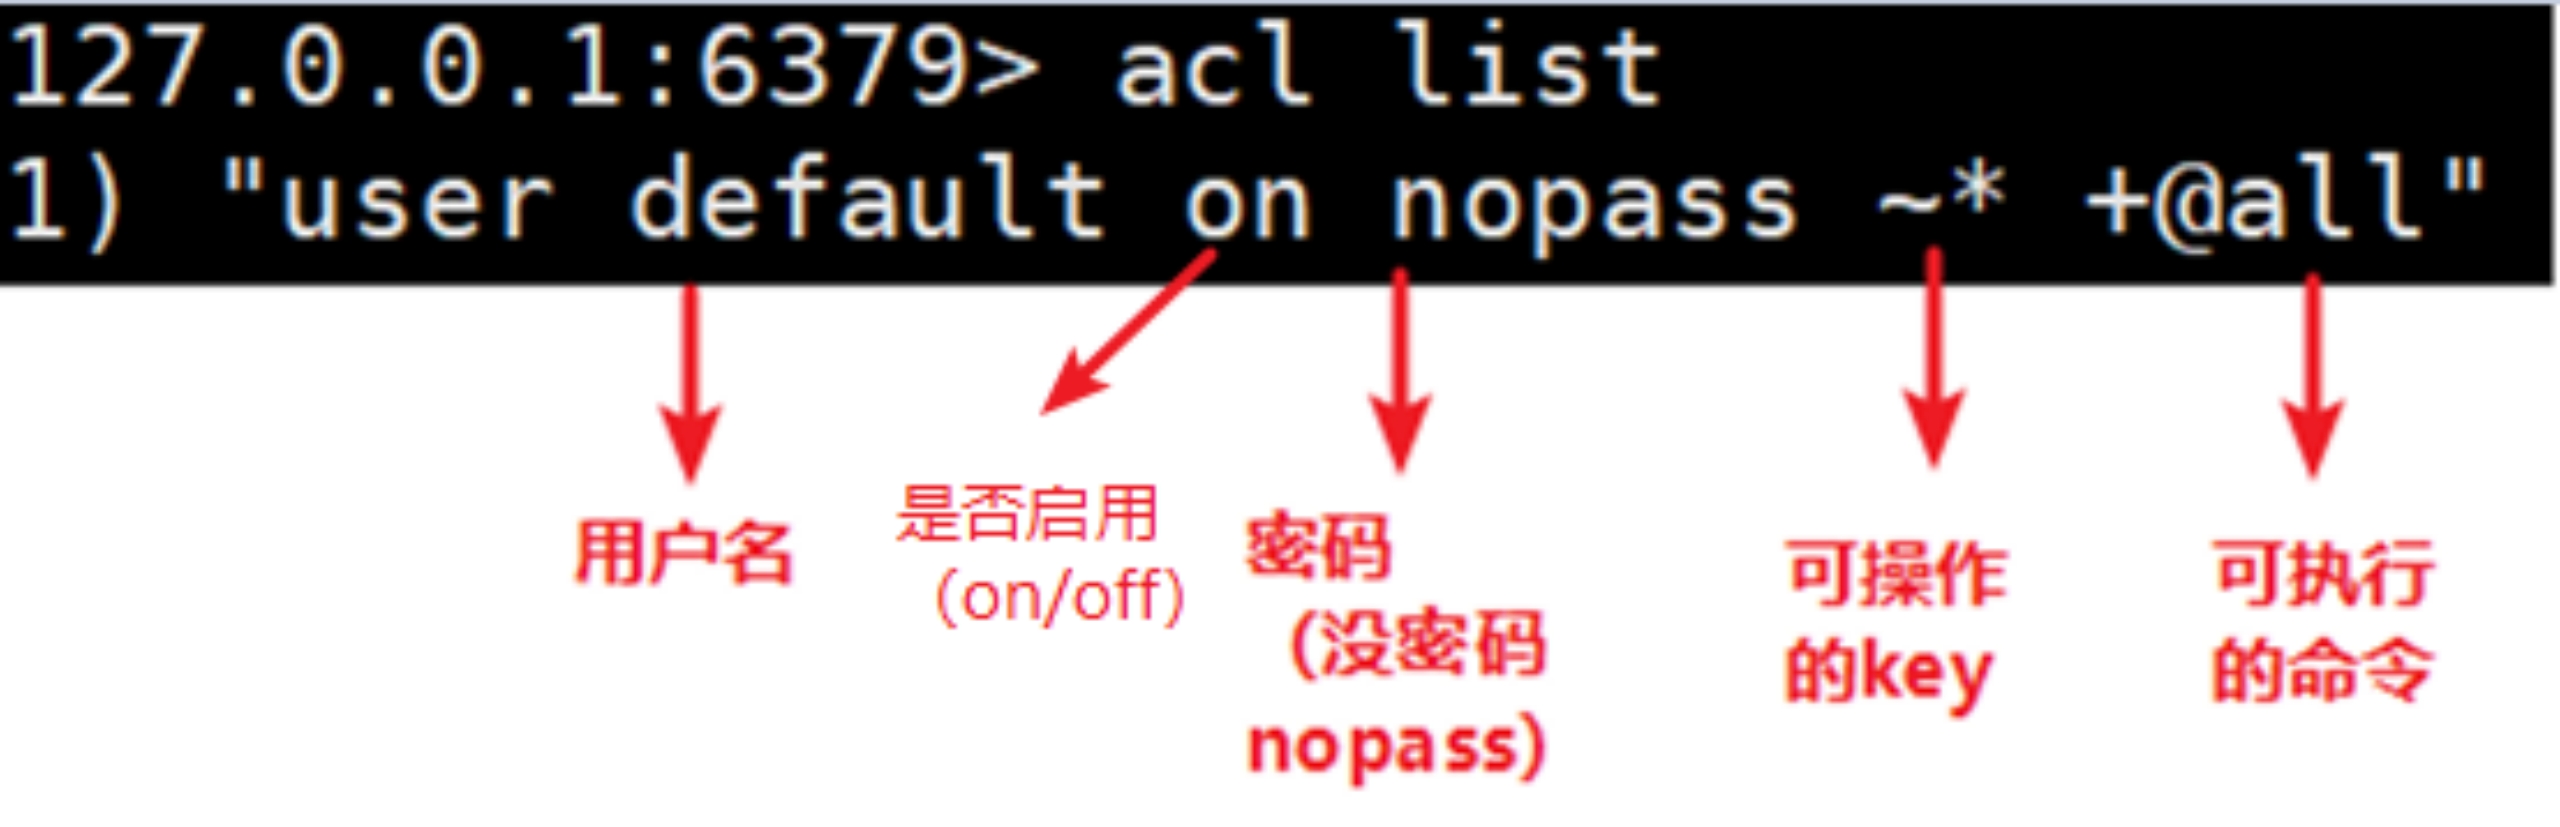 127.0.0.1:6379> acl list
1) "user default on nopass ~* +@all"
用户名
是否启用
(on/off)
密码
(没密码
nopass)
可操作
的key
可执行
的命令